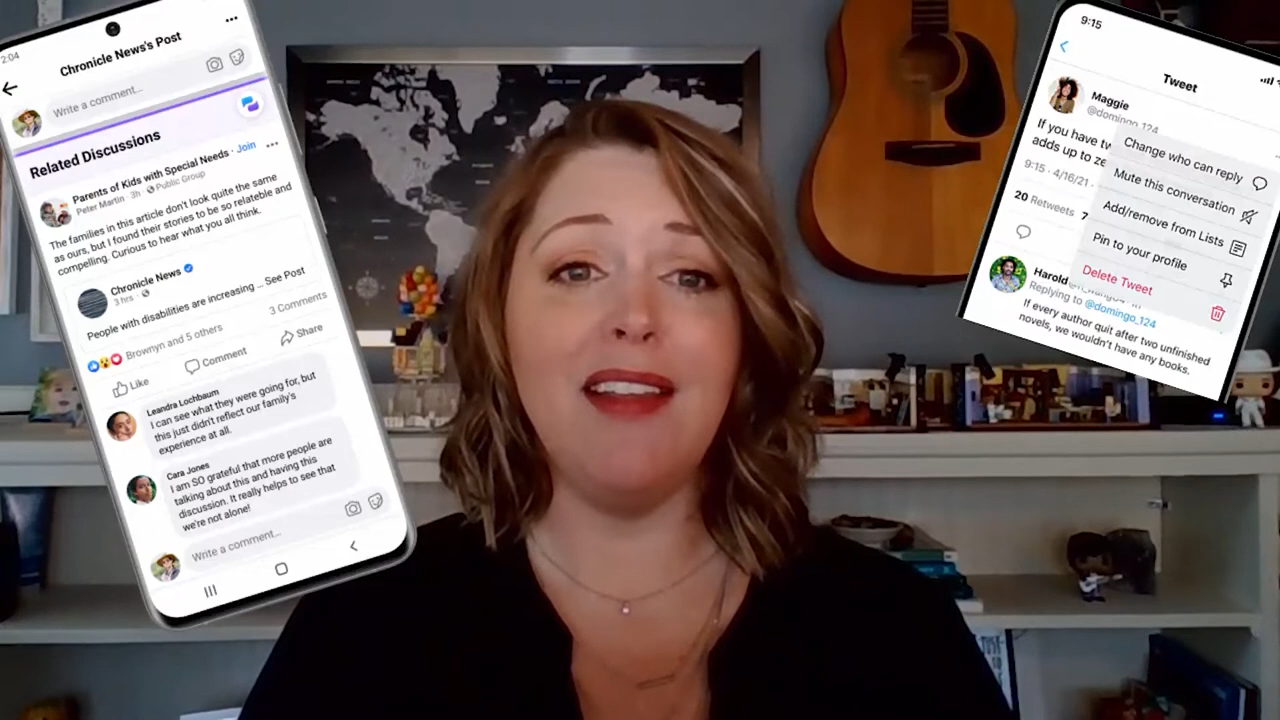 2:04
Chronicle News's Post
Write a comment...
Related Discussions
Parents of Kids with Special Needs · Join
Peter Martin · 3h · Public Group
The families in this article don't look quite the same
as ours, but I found their stories to be so relateble and
compelling. Curious to hear what you all think.
Chronicle News
3 hrs ·
People with disabilities are increasing ... See Post
Brownyn and 5 others
3 Comments
Like
Comment
Share
Leandra Lochbaum
I can see what they were going for, but
this just didn't reflect our family's
experience at all.
Cara Jones
I am SO grateful that more people are
talking about this and having this
discussion. It really helps to see that
we're not alone!
Write a comment...
9:15
Tweet
Maggie
@domingo_124
If you have tw
adds up to ze
9:15 · 4/16/21 ·
20 Retweets 7
Change who can reply
Mute this conversation
Add/remove from Lists
Pin to your profile
Delete Tweet
Harold
Replying to @domingo_124
If every author quit after two unfinished
novels, we wouldn't have any books.